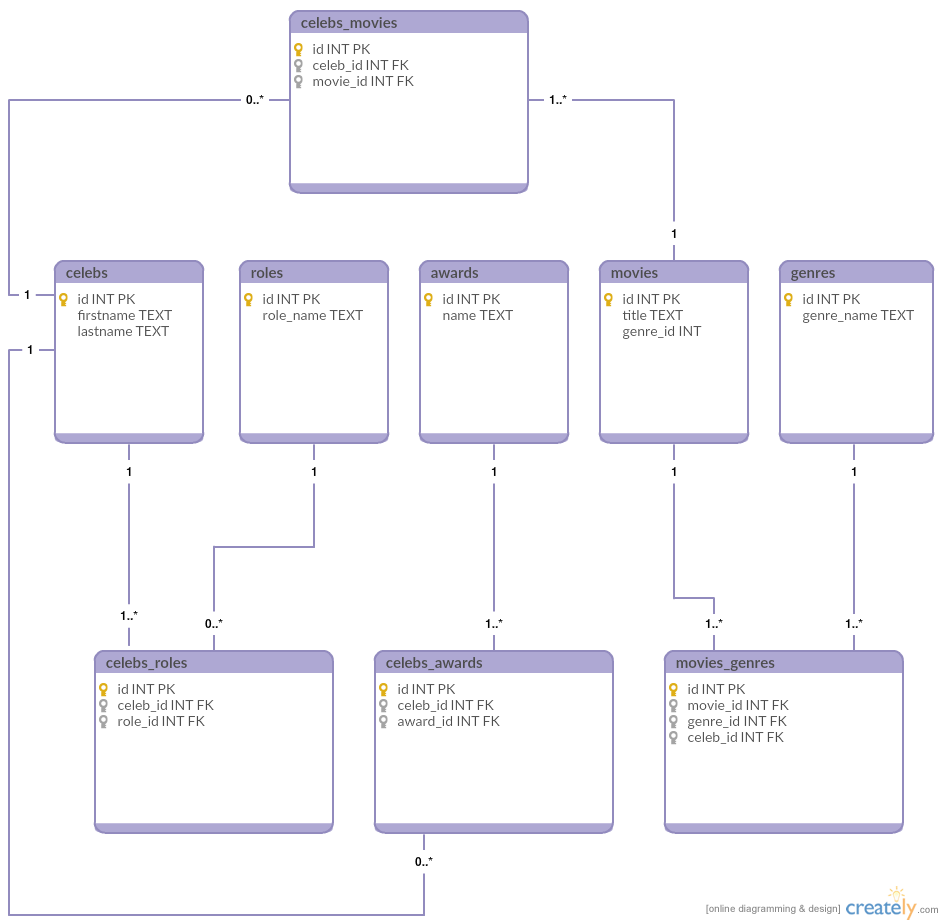 celebs_movies
id INT PK
celeb_id INT FK
movie_id INT FK
0..*
1..*
1
celebs
id INT PK
firstname TEXT
lastname TEXT
roles
id INT PK
role_name TEXT
awards
id INT PK
name TEXT
movies
id INT PK
title TEXT
genre_id INT
genres
id INT PK
genre_name TEXT
1
1
1
1
1
1
1
1..*
0..*
1..*
1..*
1..*
celebs_roles
id INT PK
celeb_id INT FK
role_id INT FK
celebs_awards
id INT PK
celeb_id INT FK
award_id INT FK
movies_genres
id INT PK
movie_id INT FK
genre_id INT FK
celeb_id INT FK
0..*
[online diagramming & design] creately.com